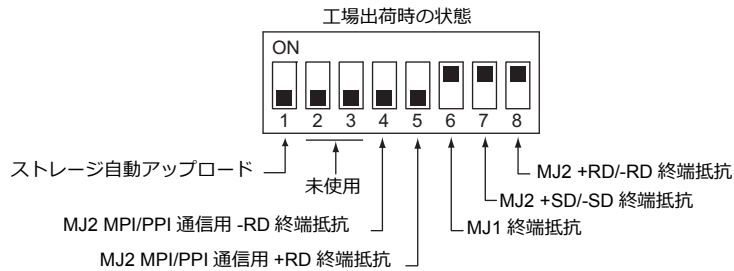 工場出荷時の状態
ON
1 2 3 4 5 6 7 8
ストレージ自動アップロード
未使用
MJ2 +RD/-RD 終端抵抗
MJ2 +SD/-SD 終端抵抗
MJ2 MPI/PPI 通信用 -RD 終端抵抗
MJ1 終端抵抗
MJ2 MPI/PPI 通信用 +RD 終端抵抗